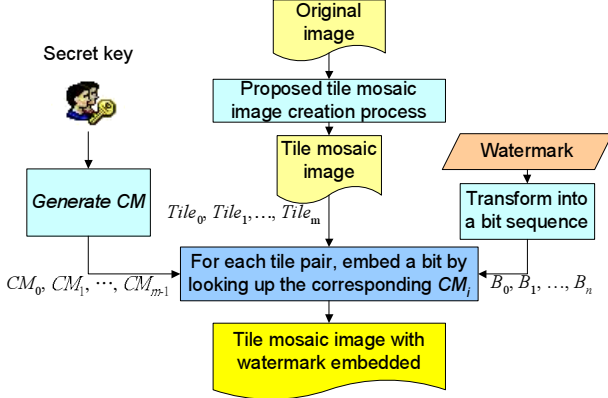 Original
image
Secret key
Proposed tile mosaic
image creation process
Tile mosaic
image
Watermark
Generate CM
Transform into
a bit sequence
Tile0, Tile1,…, Tilem
For each tile pair, embed a bit by
looking up the corresponding CMi
CM0, CM1, …, CMm-1
B0, B1, …, Bn
Tile mosaic image with
watermark embedded